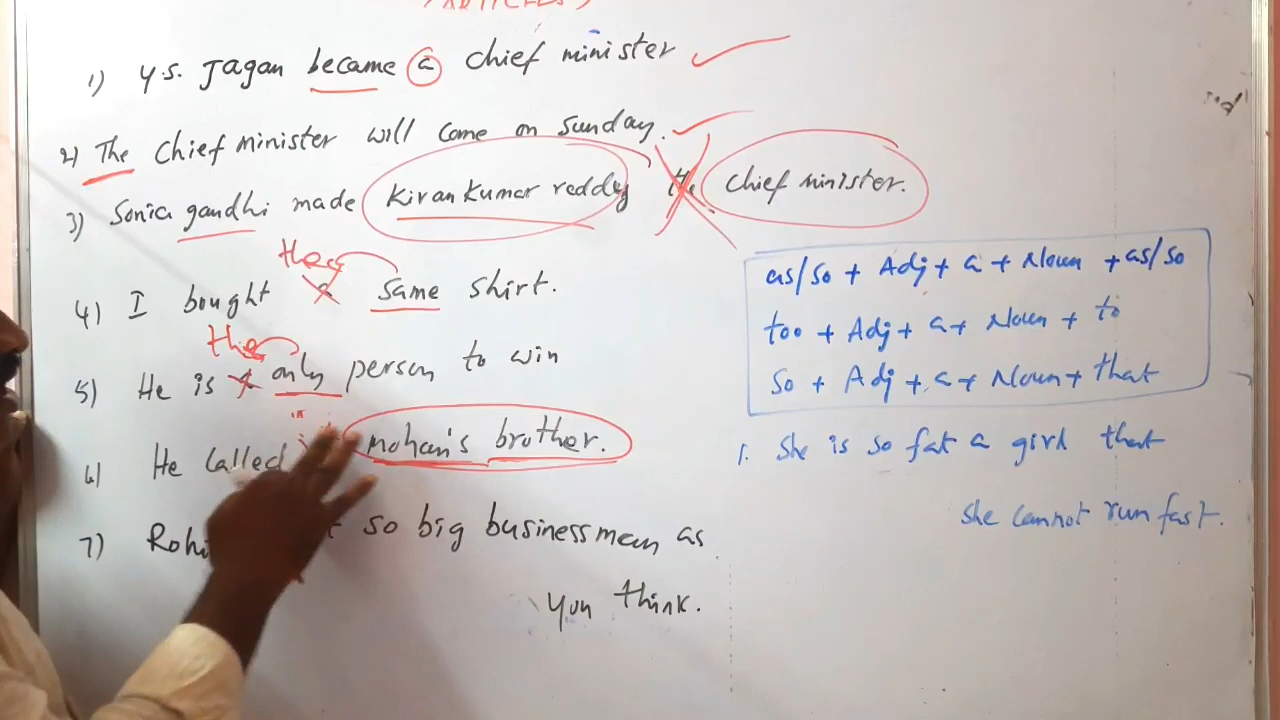 (ARTICLES)
1) Y.S. Jagan became a chief minister
2) The Chief minister will come on Sunday.
3) Sonia gandhi made Kiran Kumar reddy the Chief minister.
the
4) I bought a same shirt.
the
5) He is only person to win
6) He called mohan's brother.
7) so big businessman as
you think.
as/so + Adj + a + Noun + as/so
too + Adj + a + Noun + to
so + Adj + a + Noun + that
1. She is so fat a girl that
she cannot run fast.